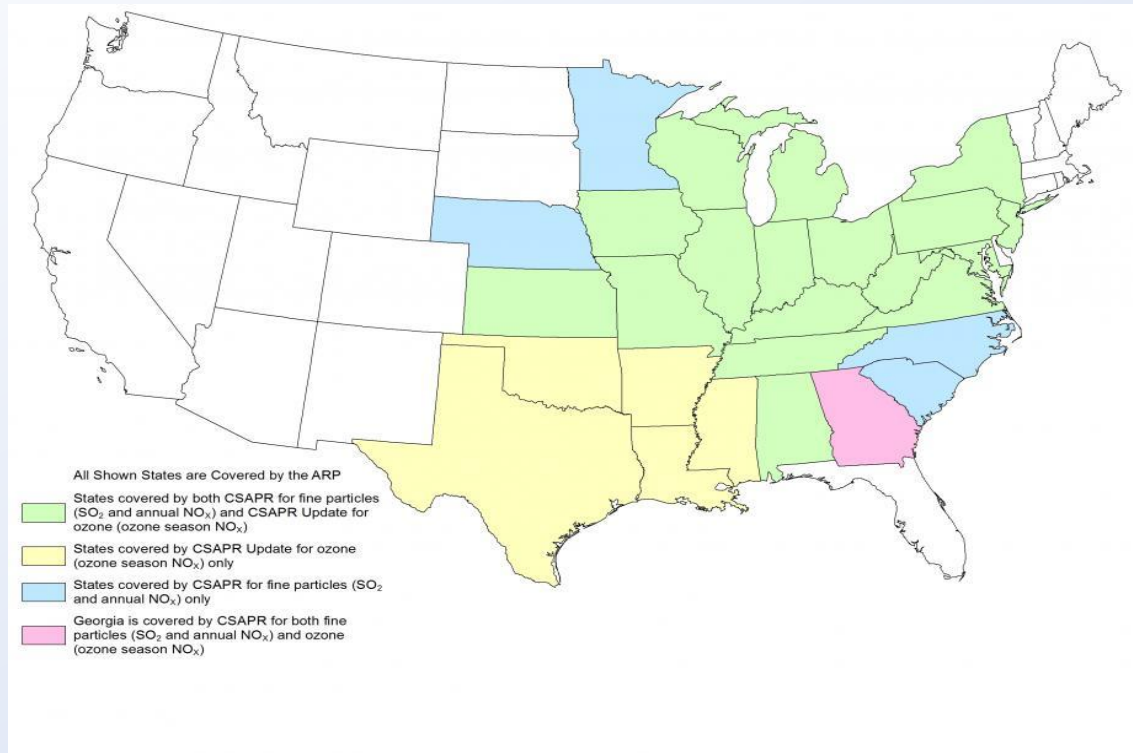 All Shown States are Covered by the ARP
States covered by both CSAPR for fine particles
(SO₂ and annual NOₓ) and CSAPR Update for
ozone (ozone season NOₓ)
States covered by CSAPR Update for ozone
(ozone season NOₓ) only
States covered by CSAPR for fine particles (SO₂
and annual NOₓ) only
Georgia is covered by CSAPR for both fine
particles (SO₂ and annual NOₓ) and ozone
(ozone season NOₓ)